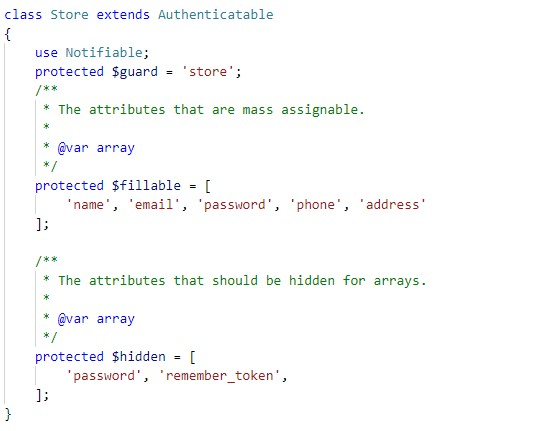 class Store extends Authenticatable
{
    use Notifiable;
    protected $guard = 'store';
    /**
     * The attributes that are mass assignable.
     *
     * @var array
     */
    protected $fillable = [
        'name', 'email', 'password', 'phone', 'address'
    ];

    /**
     * The attributes that should be hidden for arrays.
     *
     * @var array
     */
    protected $hidden = [
        'password', 'remember_token',
    ];
}